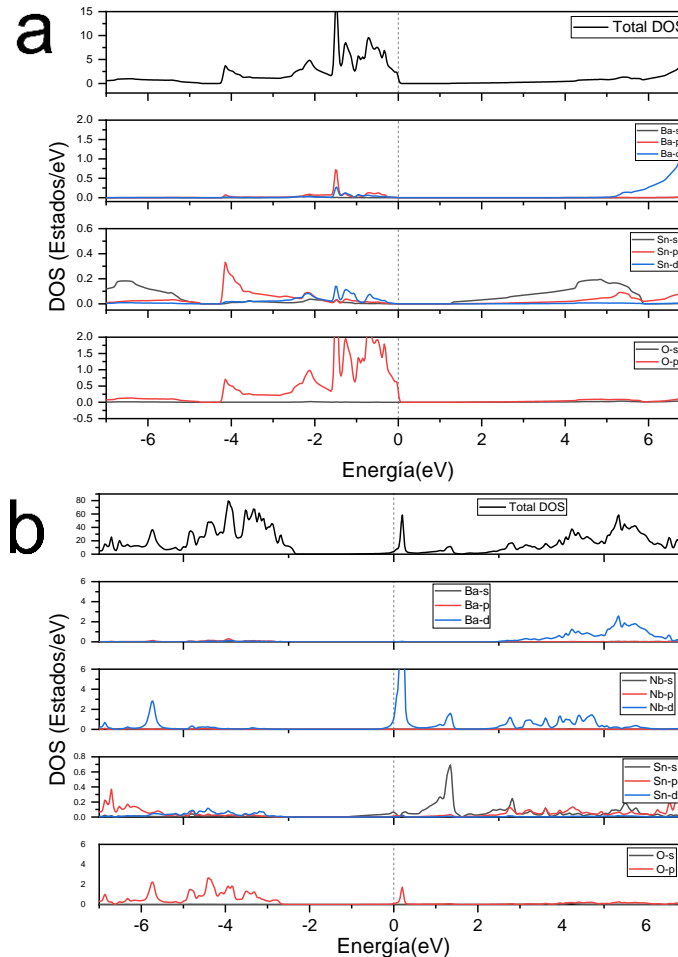 a
Total DOS
15
10
5
0
Ba-s
Ba-p
Ba-d
2.0
1.5
1.0
0.5
0.0
Sn-s
Sn-p
Sn-d
0.6
0.4
0.2
0.0
O-s
O-p
2.0
1.5
1.0
0.5
0.0
-0.5
DOS (Estados/eV)
-6 -4 -2 0 2 4 6
Energía(eV)
b
Total DOS
80
60
40
20
0
Ba-s
Ba-p
Ba-d
6
4
2
0
Nb-s
Nb-p
Nb-d
6
4
2
0
Sn-s
Sn-p
Sn-d
0.8
0.6
0.4
0.2
0.0
O-s
O-p
6
4
2
0
DOS (Estados/eV)
-6 -4 -2 0 2 4 6
Energía(eV)